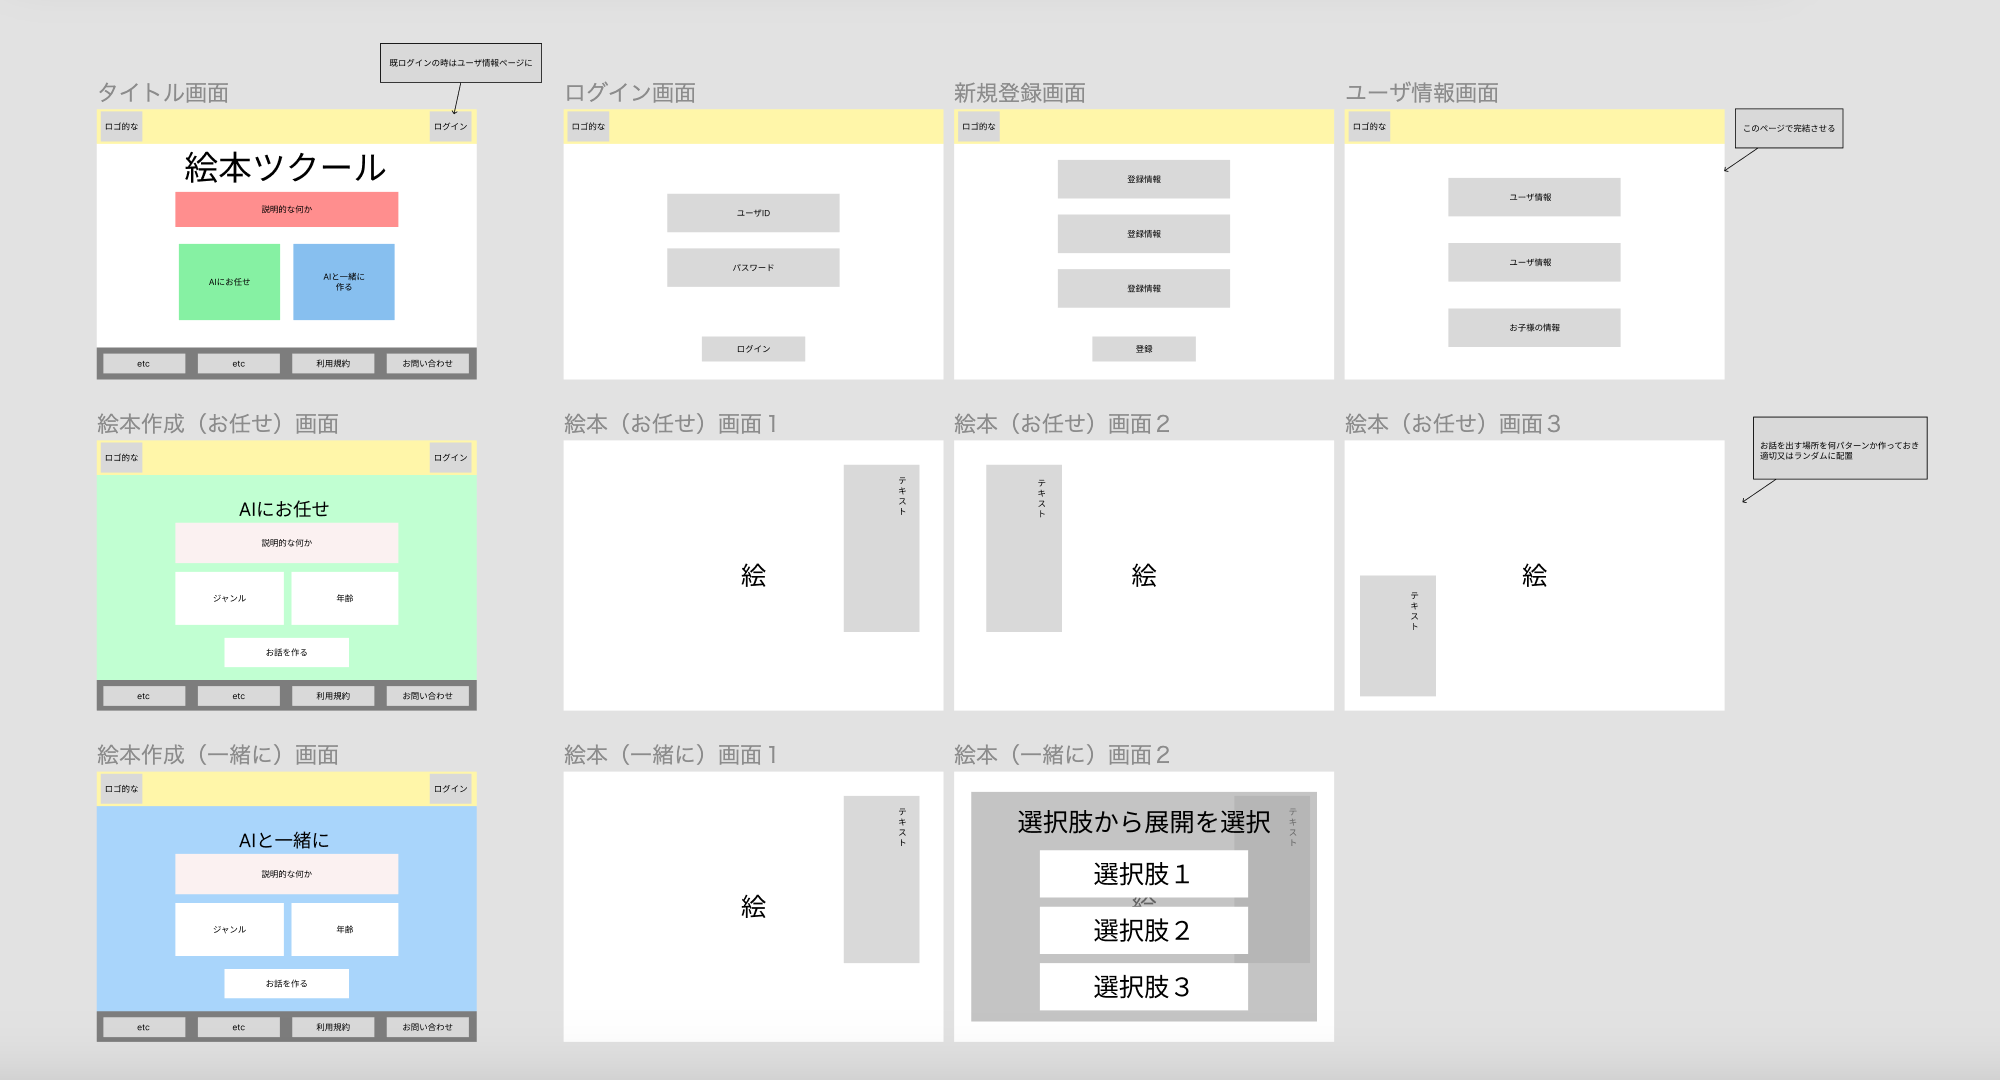 既ログインの時はユーザ情報ページに
タイトル画面
ロゴ的な
ログイン
絵本ツクール
説明的な何か
AIにお任せ
AIと一緒に
作る
etc
etc
利用規約
お問い合わせ
ログイン画面
ロゴ的な
ユーザID
パスワード
ログイン
新規登録画面
ロゴ的な
登録情報
登録情報
登録情報
登録
ユーザ情報画面
ロゴ的な
ユーザ情報
ユーザ情報
お子様の情報
このページで完結させる
絵本作成（お任せ）画面
ロゴ的な
ログイン
AIにお任せ
説明的な何か
ジャンル
年齢
お話を作る
etc
etc
利用規約
お問い合わせ
絵本（お任せ）画面１
テキスト
絵
絵本（お任せ）画面２
テキスト
絵
絵本（お任せ）画面３
絵
テキスト
お話を出す場所を何パターンか作っておき
適切又はランダムに配置
絵本作成（一緒に）画面
ロゴ的な
ログイン
AIと一緒に
説明的な何か
ジャンル
年齢
お話を作る
etc
etc
利用規約
お問い合わせ
絵本（一緒に）画面１
テキスト
絵
絵本（一緒に）画面２
選択肢から展開を選択
テキスト
選択肢１
絵
選択肢２
選択肢３